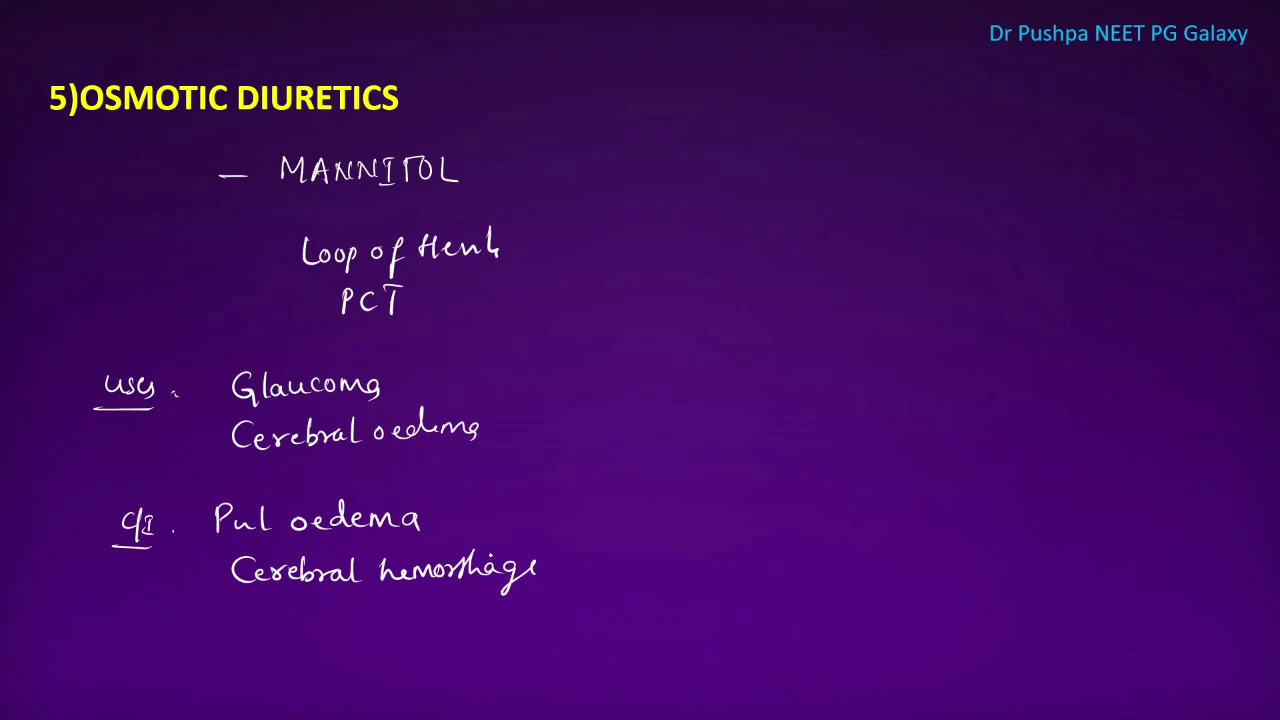 Dr Pushpa NEET PG Galaxy
5)OSMOTIC DIURETICS
— MANNITOL
Loop of Henle
PCT
uses. Glaucoma
Cerebral oedema
C/I. Pul oedema
Cerebral hemorrhage